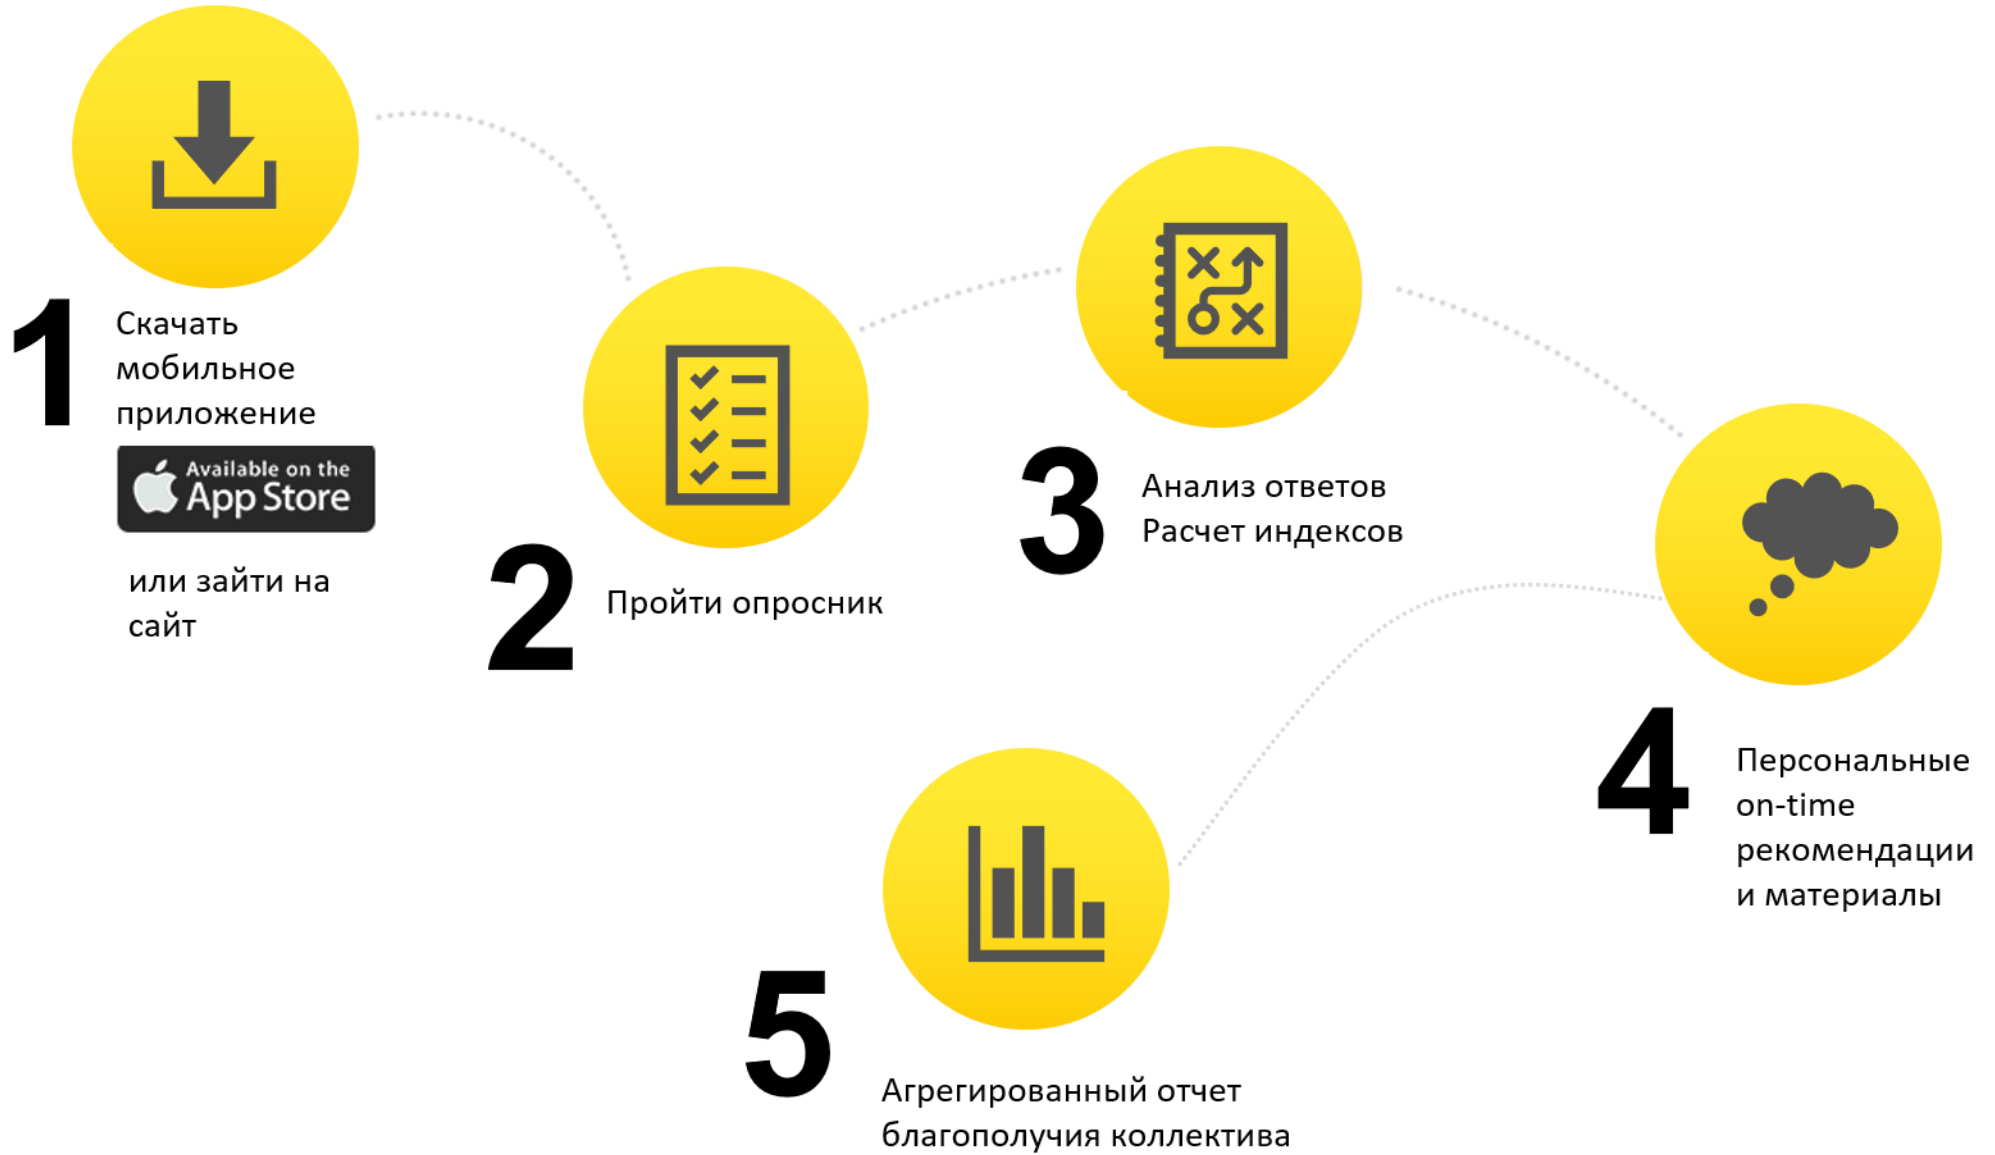 1
Скачать
мобильное
приложение
Available on the
App Store
или зайти на
сайт
2
Пройти опросник
3
Анализ ответов
Расчет индексов
4
Персональные
on-time
рекомендации
и материалы
5
Агрегированный отчет
благополучия коллектива